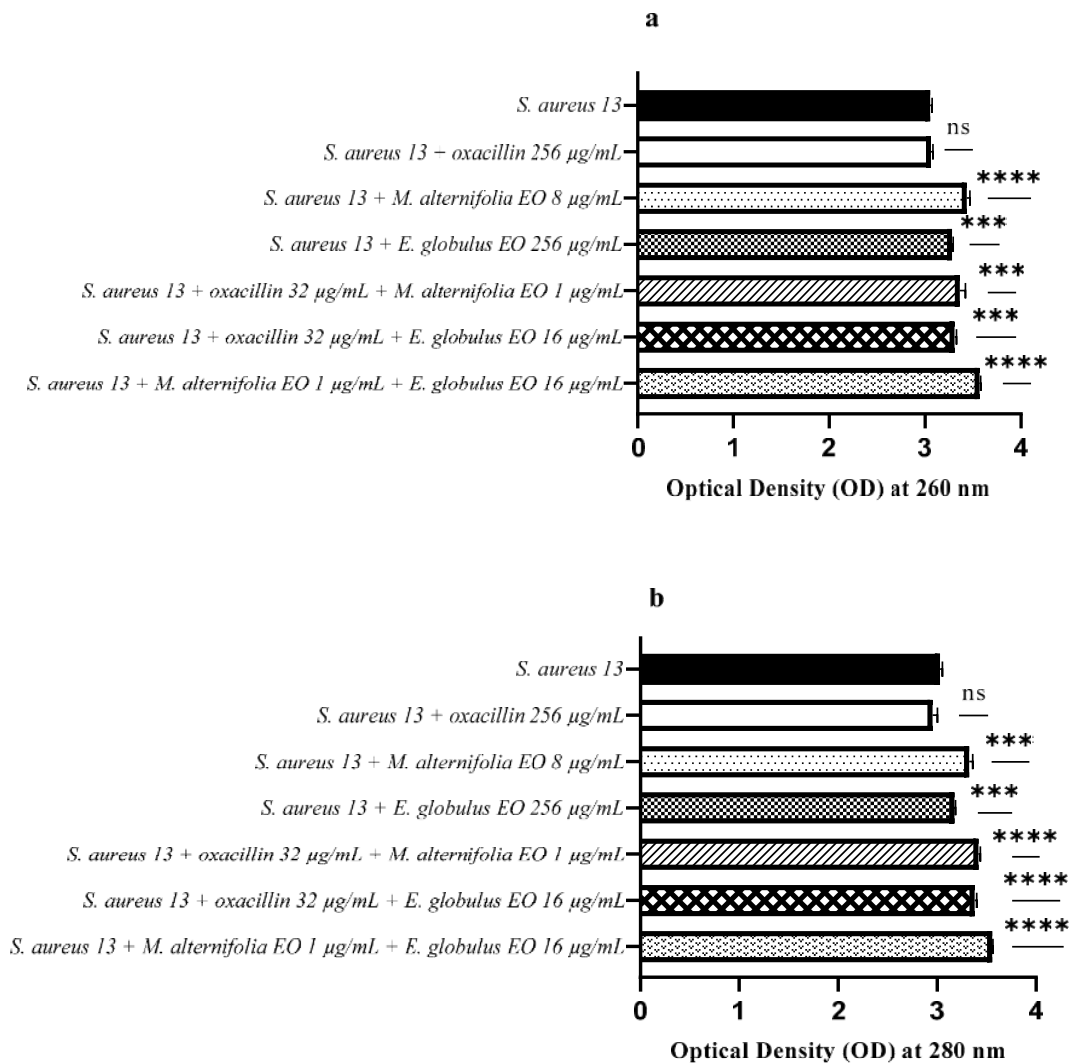 a
S. aureus 13
ns
S. aureus 13 + oxacillin 256 µg/mL
****
S. aureus 13 + M. alternifolia EO 8 µg/mL
***
S. aureus 13 + E. globulus EO 256 µg/mL
***
S. aureus 13 + oxacillin 32 µg/mL + M. alternifolia EO 1 µg/mL
***
S. aureus 13 + oxacillin 32 µg/mL + E. globulus EO 16 µg/mL
****
S. aureus 13 + M. alternifolia EO 1 µg/mL + E. globulus EO 16 µg/mL
0 1 2 3 4
Optical Density (OD) at 260 nm
b
S. aureus 13
ns
S. aureus 13 + oxacillin 256 µg/mL
***
S. aureus 13 + M. alternifolia EO 8 µg/mL
***
S. aureus 13 + E. globulus EO 256 µg/mL
****
S. aureus 13 + oxacillin 32 µg/mL + M. alternifolia EO 1 µg/mL
****
S. aureus 13 + oxacillin 32 µg/mL + E. globulus EO 16 µg/mL
****
S. aureus 13 + M. alternifolia EO 1 µg/mL + E. globulus EO 16 µg/mL
0 1 2 3 4
Optical Density (OD) at 280 nm